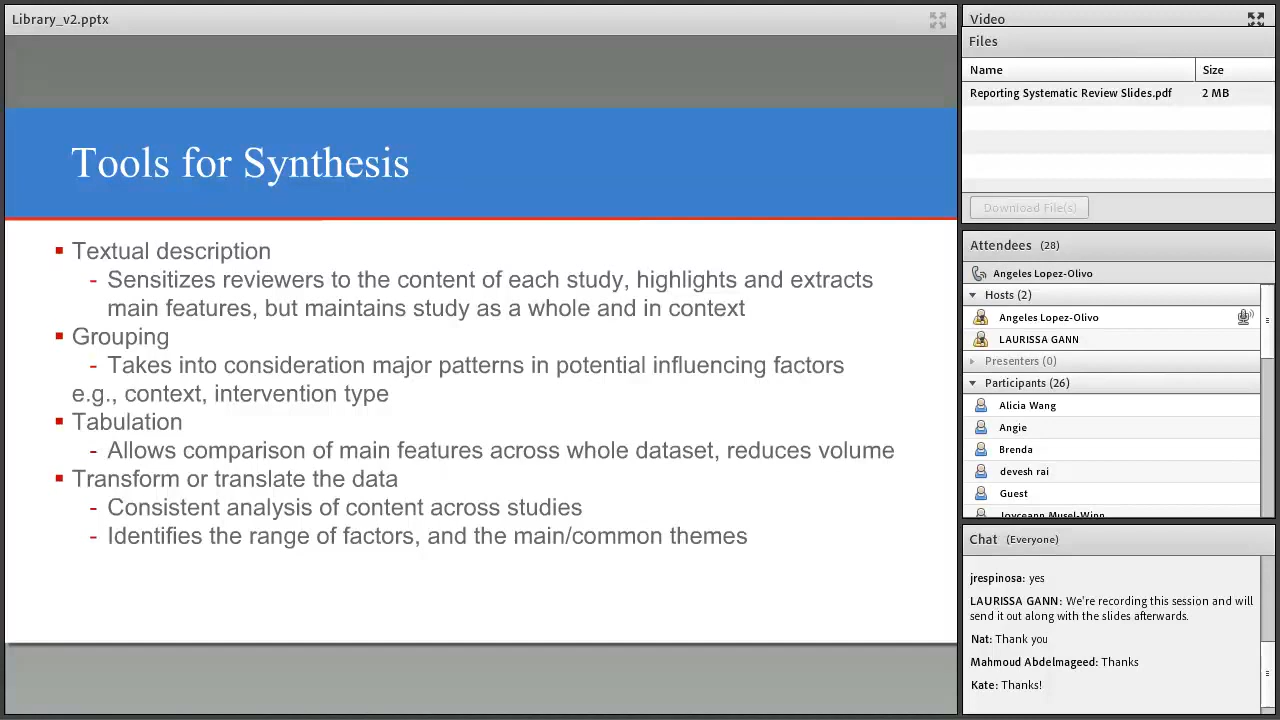 Library_v2.pptx
Tools for Synthesis
Textual description
- Sensitizes reviewers to the content of each study, highlights and extracts
main features, but maintains study as a whole and in context
Grouping
- Takes into consideration major patterns in potential influencing factors
e.g., context, intervention type
Tabulation
- Allows comparison of main features across whole dataset, reduces volume
Transform or translate the data
- Consistent analysis of content across studies
- Identifies the range of factors, and the main/common themes
Video
Files
Name Size
Reporting Systematic Review Slides.pdf 2 MB
Download File(s)
Attendees (28)
Angeles Lopez-Olivo
Hosts (2)
Angeles Lopez-Olivo
LAURISSA GANN
Presenters (0)
Participants (26)
Alicia Wang
Angie
Brenda
devesh rai
Guest
Joyceann Musel-Winn
Chat (Everyone)
jrespinosa: yes
LAURISSA GANN: We're recording this session and will
send it out along with the slides afterwards.
Nat: Thank you
Mahmoud Abdelmageed: Thanks
Kate: Thanks!